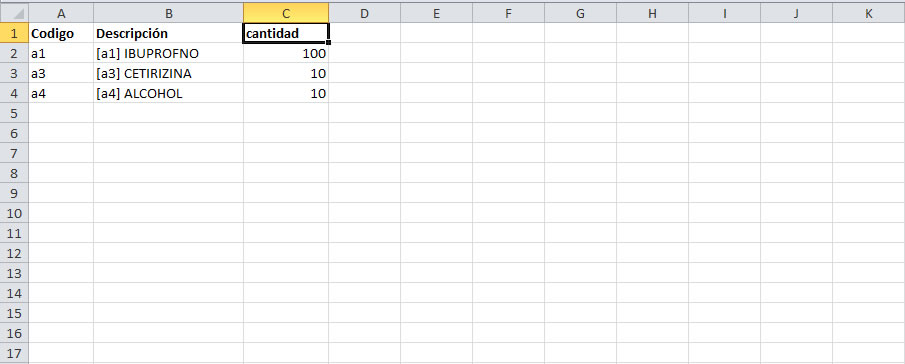 A B C D E F G H I J K
1 Codigo Descripción cantidad
2 a1 [a1] IBUPROFNO 100
3 a3 [a3] CETIRIZINA 10
4 a4 [a4] ALCOHOL 10
5
6
7
8
9
10
11
12
13
14
15
16
17